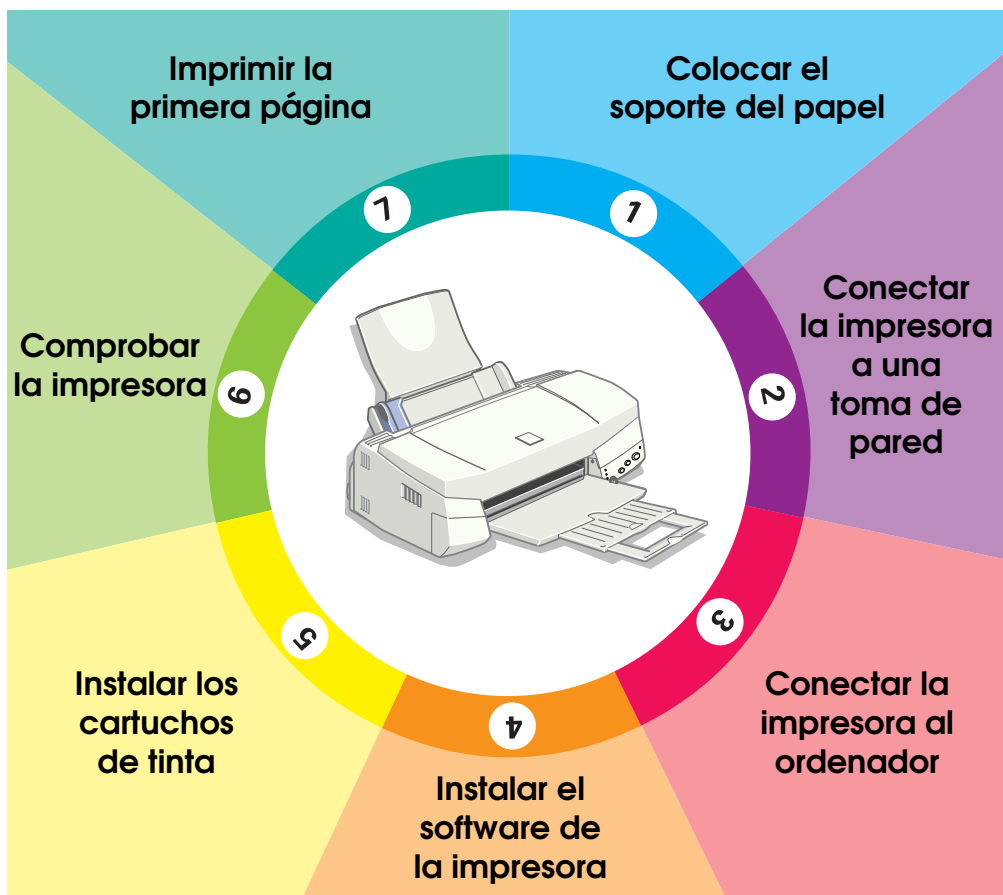 1
Colocar el
soporte del papel
2
Conectar
la impresora
a una
toma de
pared
3
Conectar la
impresora al
ordenador
4
Instalar el
software de
la impresora
5
Instalar los
cartuchos
de tinta
6
Comprobar
la impresora
7
Imprimir la
primera página